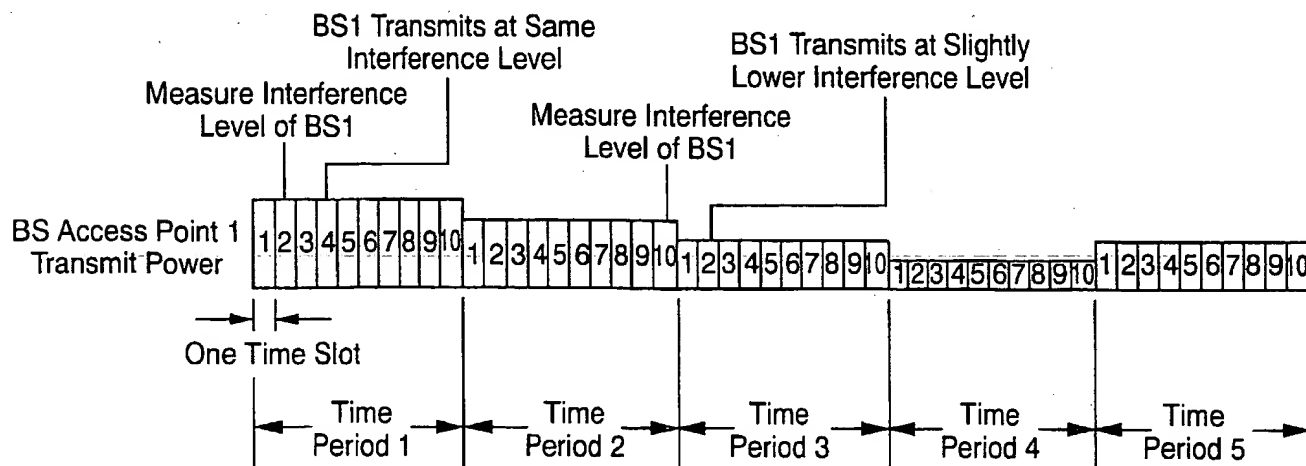 BS1 Transmits at Same
Interference Level
BS1 Transmits at Slightly
Lower Interference Level
Measure Interference
Level of BS1
Measure Interference
Level of BS1
BS Access Point 1
Transmit Power
1 2 3 4 5 6 7 8 9 10 1 2 3 4 5 6 7 8 9 10 1 2 3 4 5 6 7 8 9 10 1 2 3 4 5 6 7 8 9 10 1 2 3 4 5 6 7 8 9 10
One Time Slot
Time
Period 1
Time
Period 2
Time
Period 3
Time
Period 4
Time
Period 5